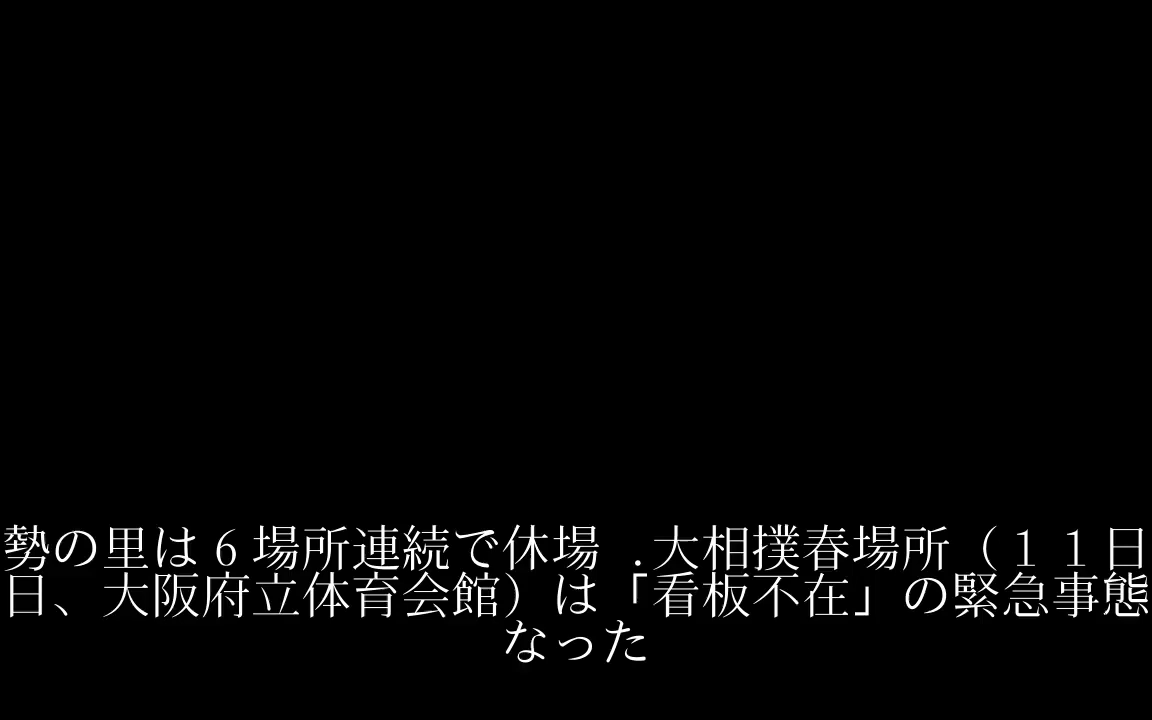 勢の里は6場所連続で休場 .大相撲春場所（１１日
日、大阪府立体育会館）は「看板不在」の緊急事態
なった